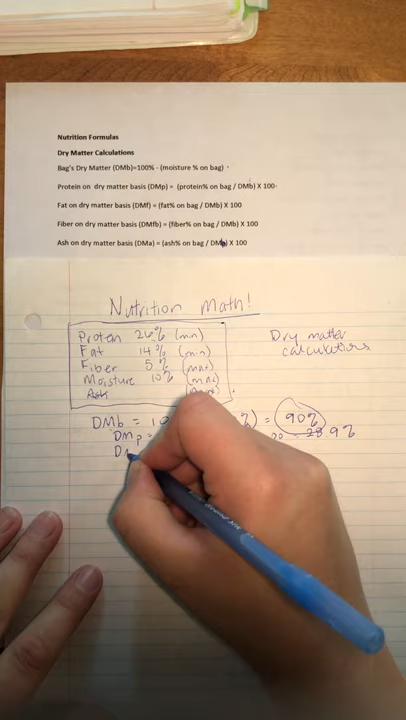 Nutrition Formulas
Dry Matter Calculations
Bag's Dry Matter (DMb)=100% - (moisture % on bag)
Protein on dry matter basis (DMp) = (protein% on bag / DMb) X 100
Fat on dry matter basis (DMf) = (fat% on bag / DMb) X 100
Fiber on dry matter basis (DMfb) = (fiber% on bag / DMb) X 100
Ash on dry matter basis (DMa) = (ash% on bag / DMb) X 100
Nutrition Math!
Protein 26% (min)
Fat 14% (min)
Fiber 5% (max)
Moisture 10% (max)
Ash
Dry matter
calculations
DMb = 10 %) = 90%
DMp = 9%